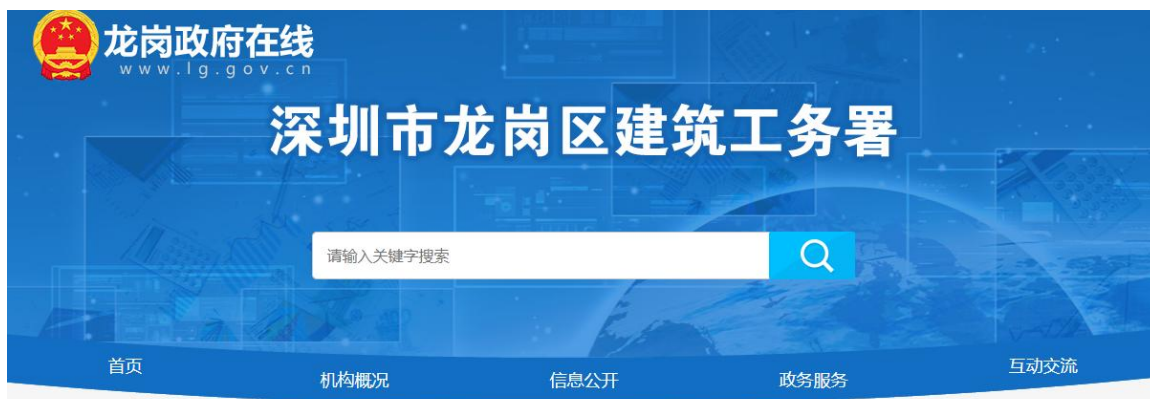 龙岗政府在线
www.lg.gov.cn
深圳市龙岗区建筑工务署
请输入关键字搜索
首页
机构概况
信息公开
政务服务
互动交流